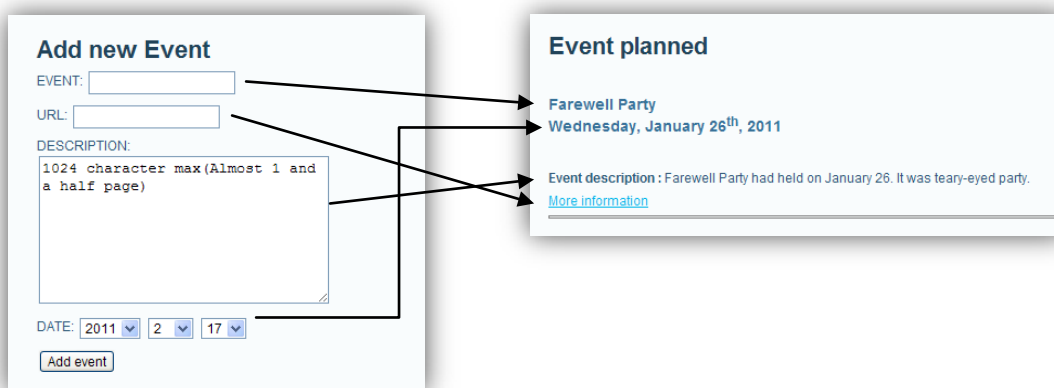 Add new Event
EVENT:
URL:
DESCRIPTION:
1024 character max(Almost 1 and
a half page)
DATE: 2011 2 17
Add event
Event planned
Farewell Party
Wednesday, January 26th, 2011
Event description : Farewell Party had held on January 26. It was teary-eyed party.
More information